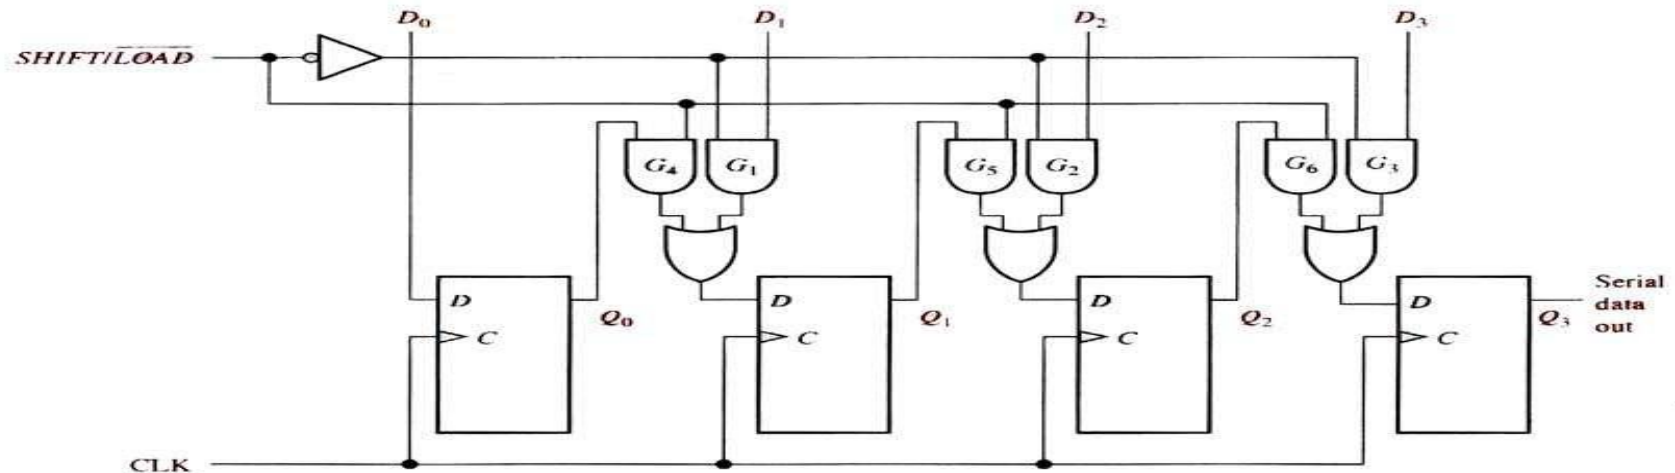 D₀ D₁ D₂ D₃
SHIFT/LOAD
G₄ G₁ G₅ G₂ G₆ G₃
D Q₀ D Q₁ D Q₂ D Q₃ Serial data out
C C C C
CLK